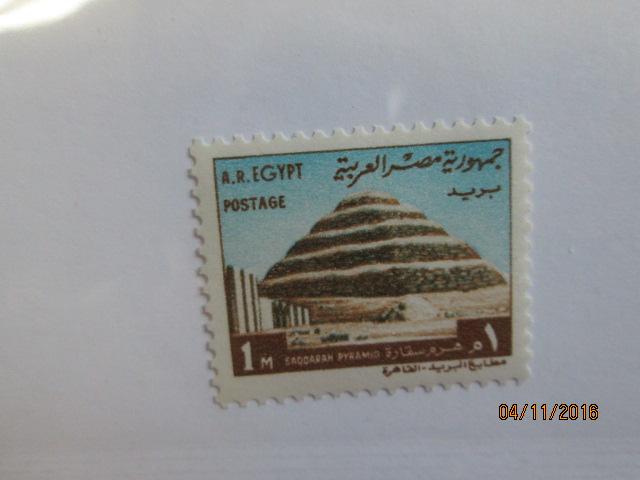 A.R. EGYPT جمهورية مصر العربية
POSTAGE بريد
1 M SAQQARAH PYRAMID هرم سقارة ١ م
مطابع البريد - القاهرة
04/11/2016